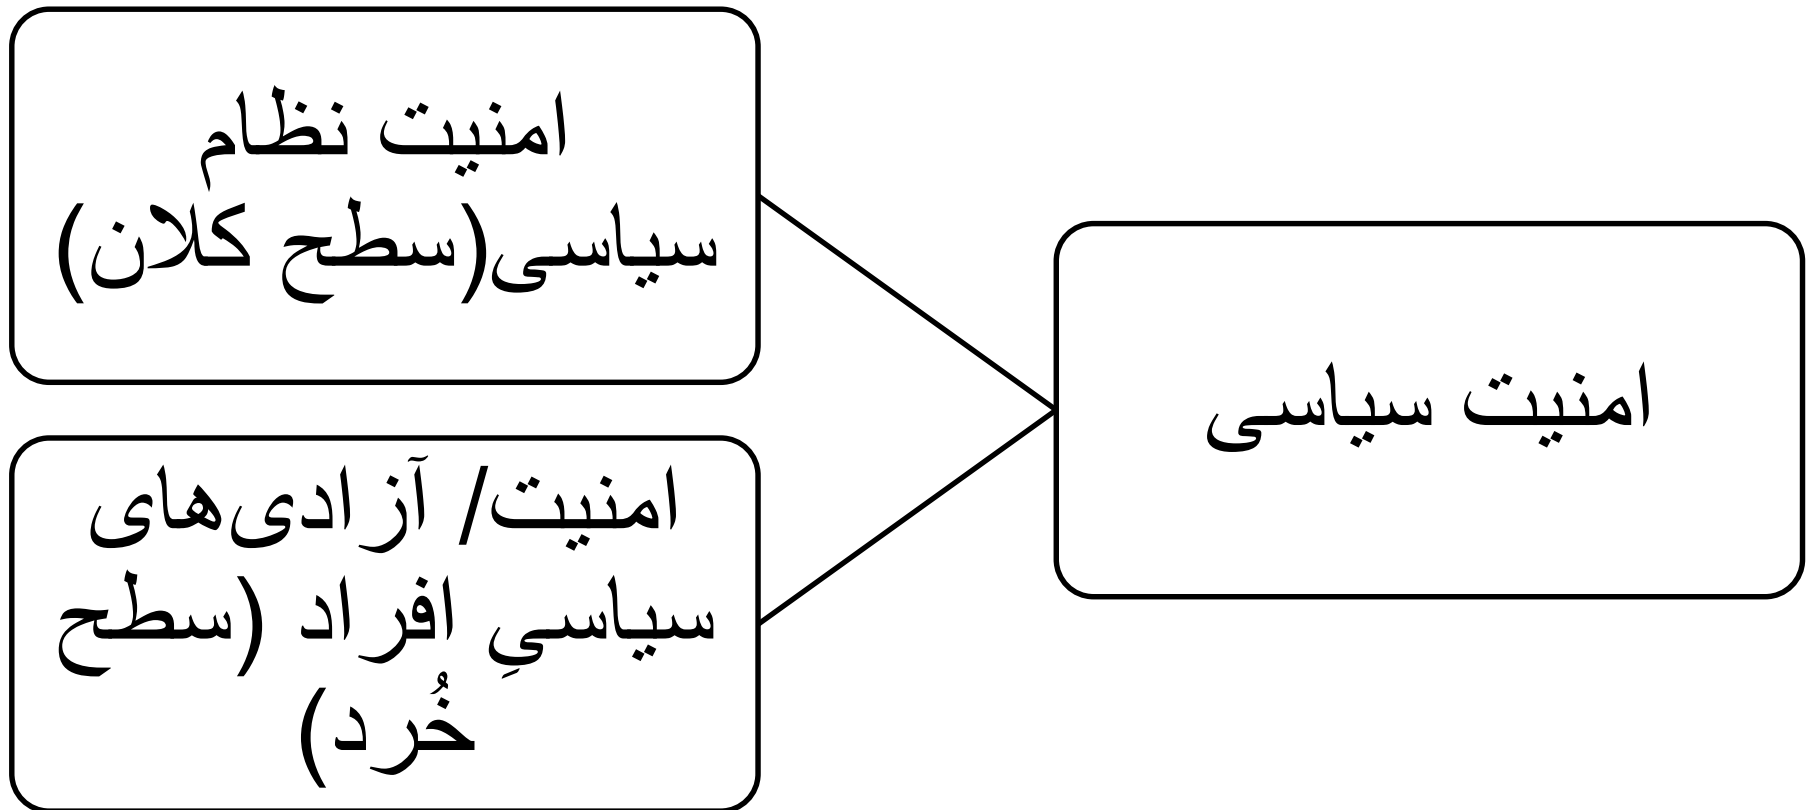 امنیت سیاسی
امنیت نظام
سیاسی(سطح کلان)
امنیت/ آزادی‌های
سیاسیِ افراد (سطح
خُرد)